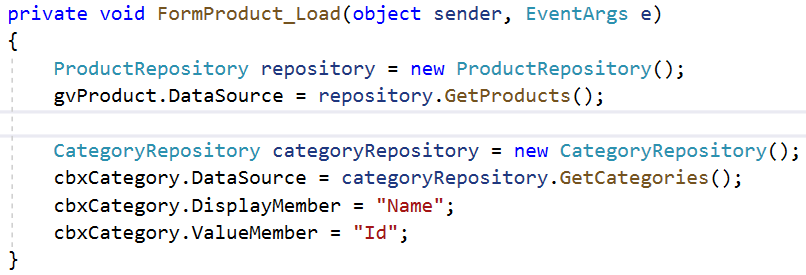 private void FormProduct_Load(object sender, EventArgs e)
{
    ProductRepository repository = new ProductRepository();
    gvProduct.DataSource = repository.GetProducts();

    CategoryRepository categoryRepository = new CategoryRepository();
    cbxCategory.DataSource = categoryRepository.GetCategories();
    cbxCategory.DisplayMember = "Name";
    cbxCategory.ValueMember = "Id";
}